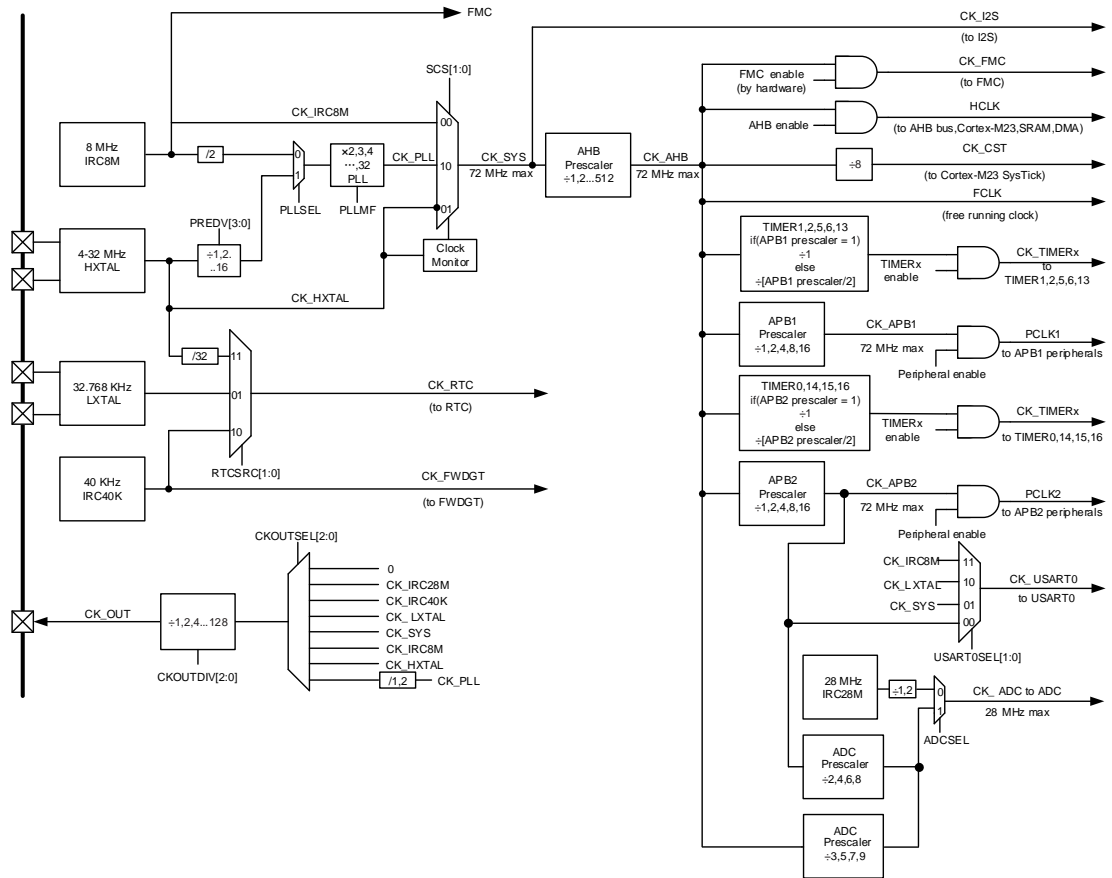 FMC
CK_I2S
(to I2S)
SCS[1:0]
FMC enable
(by hardware)
CK_FMC
(to FMC)
CK_IRC8M
00
AHB enable
HCLK
(to AHB bus,Cortex-M23,SRAM,DMA)
8 MHz
IRC8M
/2
0
1
×2,3,4
…,32
PLL
CK_PLL
10
CK_SYS
72 MHz max
AHB
Prescaler
÷1,2...512
CK_AHB
72 MHz max
÷8
CK_CST
(to Cortex-M23 SysTick)
PLLSEL
PLLMF
01
FCLK
(free running clock)
PREDV[3:0]
4-32 MHz
HXTAL
÷1,2.
..16
Clock
Monitor
TIMER1,2,5,6,13
if(APB1 prescaler = 1)
÷1
else
÷[APB1 prescaler/2]
TIMERx
enable
CK_TIMERx
to
TIMER1,2,5,6,13
CK_HXTAL
/32
11
APB1
Prescaler
÷1,2,4,8,16
CK_APB1
72 MHz max
Peripheral enable
PCLK1
to APB1 peripherals
32.768 KHz
LXTAL
01
CK_RTC
(to RTC)
10
RTCSRC[1:0]
TIMER0,14,15,16
if(APB2 prescaler = 1)
÷1
else
÷[APB2 prescaler/2]
TIMERx
enable
CK_TIMERx
to TIMER0,14,15,16
40 KHz
IRC40K
CK_FWDGT
(to FWDGT)
APB2
Prescaler
÷1,2,4,8,16
CK_APB2
72 MHz max
Peripheral enable
PCLK2
to APB2 peripherals
CKOUTSEL[2:0]
0
CK_IRC28M
CK_IRC40K
CK_LXTAL
CK_SYS
CK_IRC8M
CK_HXTAL
/1,2
CK_PLL
CK_OUT
÷1,2,4...128
CKOUTDIV[2:0]
CK_IRC8M
11
CK_LXTAL
10
CK_SYS
01
00
CK_USART0
to USART0
USART0SEL[1:0]
28 MHz
IRC28M
÷1,2
0
1
CK_ ADC to ADC
28 MHz max
ADCSEL
ADC
Prescaler
÷2,4,6,8
ADC
Prescaler
÷3,5,7,9